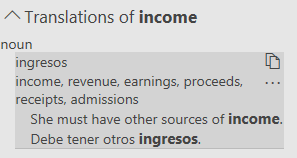 Translations of income
noun
ingresos
income, revenue, earnings, proceeds,
receipts, admissions
She must have other sources of income.
Debe tener otros ingresos.